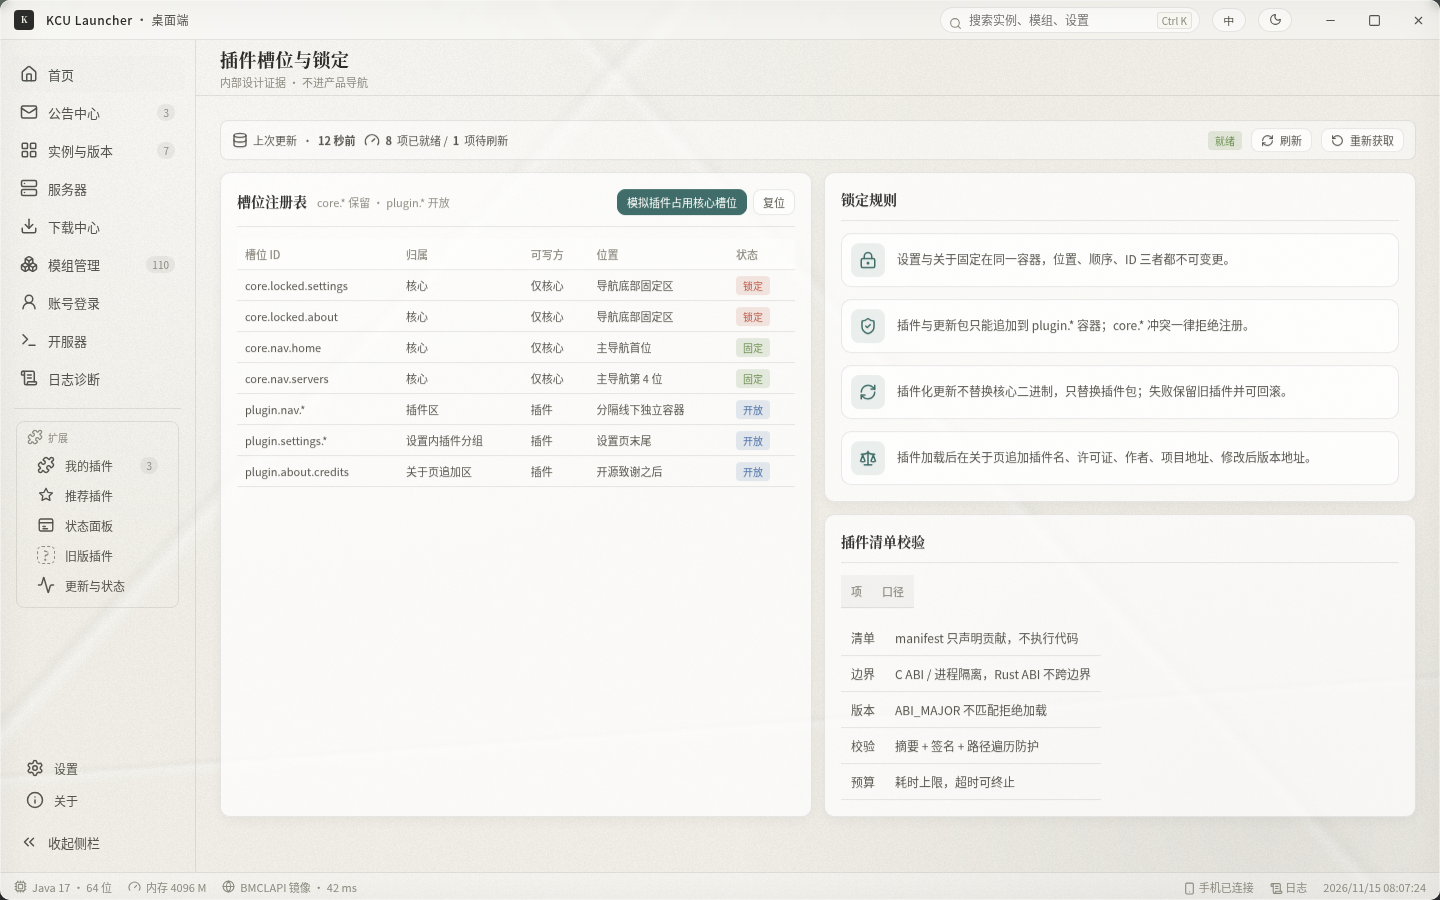 K KCU Launcher · 桌面端
搜索实例、模组、设置 Ctrl K 中
首页
公告中心 3
实例与版本 7
服务器
下载中心
模组管理 110
账号登录
开服器
日志诊断
扩展
我的插件 3
推荐插件
状态面板
旧版插件
更新与状态
设置
关于
收起侧栏
插件槽位与锁定
内部设计证据 · 不进产品导航
上次更新 · 12 秒前 8 项已就绪 / 1 项待刷新
就绪 刷新 重新获取
槽位注册表 core.* 保留 · plugin.* 开放
模拟插件占用核心槽位 复位
槽位 ID 归属 可写方 位置 状态
core.locked.settings 核心 仅核心 导航底部固定区 锁定
core.locked.about 核心 仅核心 导航底部固定区 锁定
core.nav.home 核心 仅核心 主导航首位 固定
core.nav.servers 核心 仅核心 主导航第 4 位 固定
plugin.nav.* 插件区 插件 分隔线下独立容器 开放
plugin.settings.* 设置内插件分组 插件 设置页末尾 开放
plugin.about.credits 关于页追加区 插件 开源致谢之后 开放
锁定规则
设置与关于固定在同一容器，位置、顺序、ID 三者都不可变更。
插件与更新包只能追加到 plugin.* 容器；core.* 冲突一律拒绝注册。
插件化更新不替换核心二进制，只替换插件包；失败保留旧插件并可回滚。
插件加载后在关于页追加插件名、许可证、作者、项目地址、修改后版本地址。
插件清单校验
项 口径
清单 manifest 只声明贡献，不执行代码
边界 C ABI / 进程隔离，Rust ABI 不跨边界
版本 ABI_MAJOR 不匹配拒绝加载
校验 摘要 + 签名 + 路径遍历防护
预算 耗时上限，超时可终止
Java 17 · 64 位 内存 4096 M BMCLAPI 镜像 · 42 ms
手机已连接 日志 2026/11/15 08:07:24